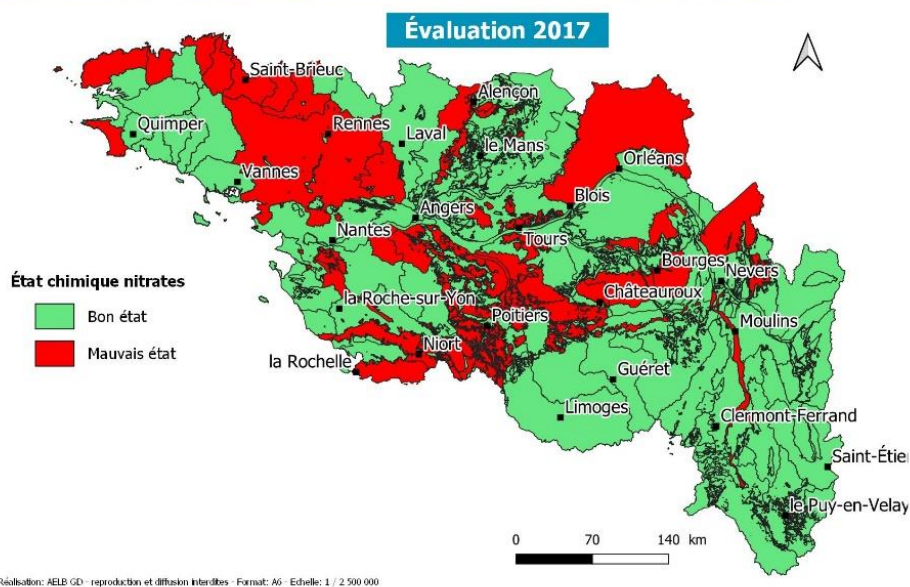 Évaluation 2017
Saint-Brieuc
Alençon
Quimper
Rennes
Laval
le Mans
Orléans
Vannes
Blois
Angers
Nantes
Tours
Bourges
Nevers
État chimique nitrates
Bon état
Mauvais état
Châteauroux
la Roche-sur-Yon
Poitiers
Moulins
Niort
la Rochelle
Guéret
Limoges
Clermont-Ferrand
Saint-Étie
le Puy-en-Velay
0 70 140 km
Réalisation: AELB GD - reproduction et diffusion interdites - Format: A6 - Echelle: 1 / 2 500 000